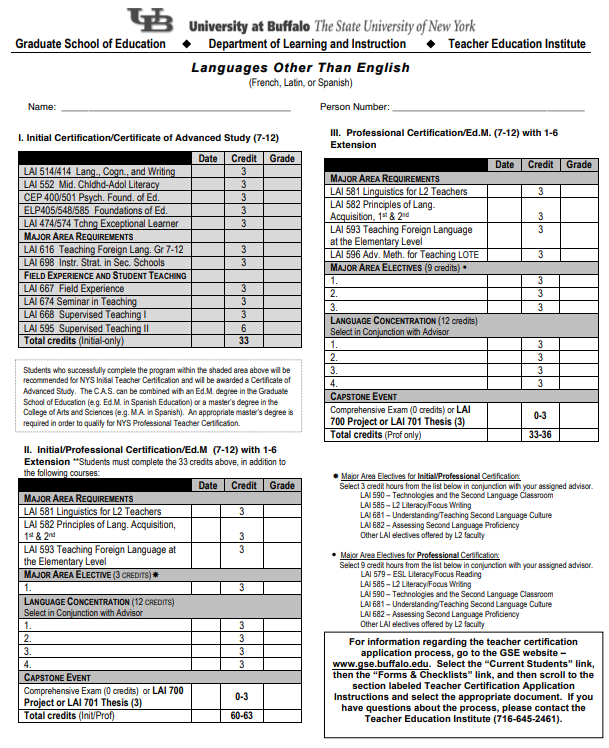 UB University at Buffalo The State University of New York
Graduate School of Education ◆ Department of Learning and Instruction ◆ Teacher Education Institute
Languages Other Than English
(French, Latin, or Spanish)
Name: Person Number:
I. Initial Certification/Certificate of Advanced Study (7-12)
Date Credit Grade
LAI 514/414 Lang., Cogn., and Writing 3
LAI 552 Mid. Chldhd-Adol Literacy 3
CEP 400/501 Psych. Found. of Ed. 3
ELP405/548/585 Foundations of Ed. 3
LAI 474/574 Tchng Exceptional Learner 3
MAJOR AREA REQUIREMENTS
LAI 616 Teaching Foreign Lang. Gr 7-12 3
LAI 698 Instr. Strat. in Sec. Schools 3
FIELD EXPERIENCE AND STUDENT TEACHING
LAI 667 Field Experience 3
LAI 674 Seminar in Teaching 3
LAI 668 Supervised Teaching I 3
LAI 595 Supervised Teaching II 6
Total credits (Initial-only) 33
Students who successfully complete the program within the shaded area above will be
recommended for NYS Initial Teacher Certification and will be awarded a Certificate of
Advanced Study. The C.A.S. can be combined with an Ed.M. degree in the Graduate
School of Education (e.g. Ed.M. in Spanish Education) or a master's degree in the
College of Arts and Sciences (e.g. M.A. in Spanish). An appropriate master's degree is
required in order to qualify for NYS Professional Teacher Certification.
II. Initial/Professional Certification/Ed.M (7-12) with 1-6
Extension **Students must complete the 33 credits above, in addition to
the following courses:
Date Credit Grade
MAJOR AREA REQUIREMENTS
LAI 581 Linguistics for L2 Teachers 3
LAI 582 Principles of Lang. Acquisition,
1st & 2nd 3
LAI 593 Teaching Foreign Language at 3
the Elementary Level
MAJOR AREA ELECTIVE (3 CREDITS)*
1. 3
LANGUAGE CONCENTRATION (12 CREDITS)
Select in Conjunction with Advisor
1. 3
2. 3
3. 3
4. 3
CAPSTONE EVENT
Comprehensive Exam (0 credits) or LAI 700
Project or LAI 701 Thesis (3) 0-3
Total credits (Init/Prof) 60-63
III. Professional Certification/Ed.M. (7-12) with 1-6
Extension
Date Credit Grade
MAJOR AREA REQUIREMENTS
LAI 581 Linguistics for L2 Teachers 3
LAI 582 Principles of Lang.
Acquisition, 1st & 2nd 3
LAI 593 Teaching Foreign Language 3
at the Elementary Level
LAI 596 Adv. Meth. for Teaching LOTE 3
MAJOR AREA ELECTIVES (9 credits) •
1. 3
2. 3
3. 3
LANGUAGE CONCENTRATION (12 credits)
Select in Conjunction with Advisor
1. 3
2. 3
3. 3
4. 3
CAPSTONE EVENT
Comprehensive Exam (0 credits) or LAI
700 Project or LAI 701 Thesis (3) 0-3
Total credits (Prof only) 33-36
* Major Area Electives for Initial/Professional Certification:
Select 3 credit hours from the list below in conjunction with your assigned advisor.
LAI 590 – Technologies and the Second Language Classroom
LAI 585 – L2 Literacy/Focus Writing
LAI 681 – Understanding/Teaching Second Language Culture
LAI 682 – Assessing Second Language Proficiency
Other LAI electives offered by L2 faculty
• Major Area Electives for Professional Certification:
Select 9 credit hours from the list below in conjunction with your assigned advisor.
LAI 579 – ESL Literacy/Focus Reading
LAI 585 – L2 Literacy/Focus Writing
LAI 590 – Technologies and the Second Language Classroom
LAI 681 – Understanding/Teaching Second Language Culture
LAI 682 – Assessing Second Language Proficiency
Other LAI electives offered by L2 faculty
For information regarding the teacher certification
application process, go to the GSE website –
www.gse.buffalo.edu. Select the "Current Students" link,
then the "Forms & Checklists" link, and then scroll to the
section labeled Teacher Certification Application
Instructions and select the appropriate document. If you
have questions about the process, please contact the
Teacher Education Institute (716-645-2461).